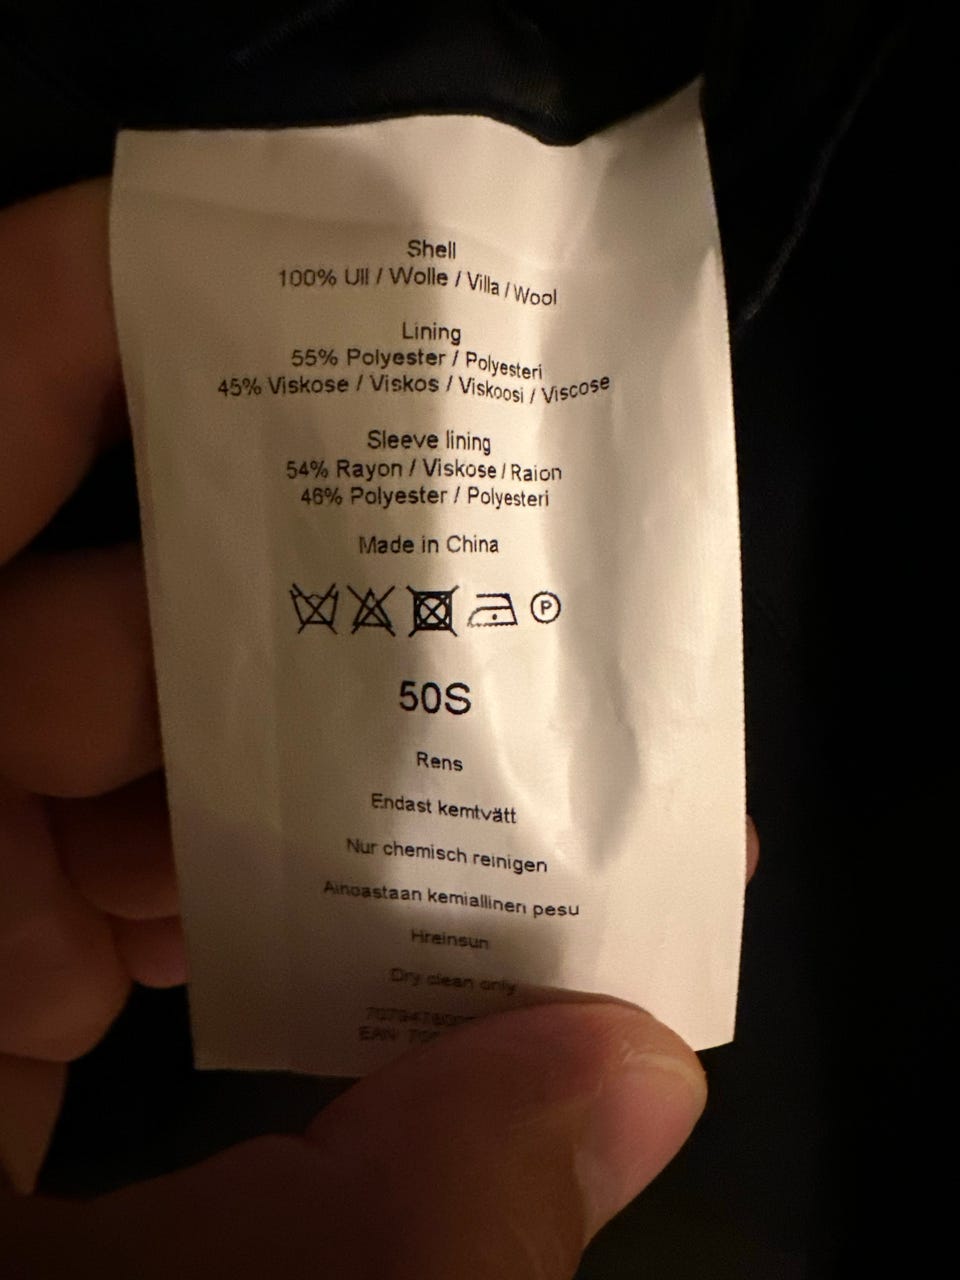 Shell
100% Ull / Wolle / Villa / Wool
Lining
55% Polyester / Polyesteri
45% Viskose / Viskos / Viskoosi / Viscose
Sleeve lining
54% Rayon / Viskose / Raion
46% Polyester / Polyesteri
Made in China
P
50S
Rens
Endast kemtvätt
Nur chemisch reinigen
Ainoastaan kemiallinen pesu
Hreinsun
Dry clean only
EAN